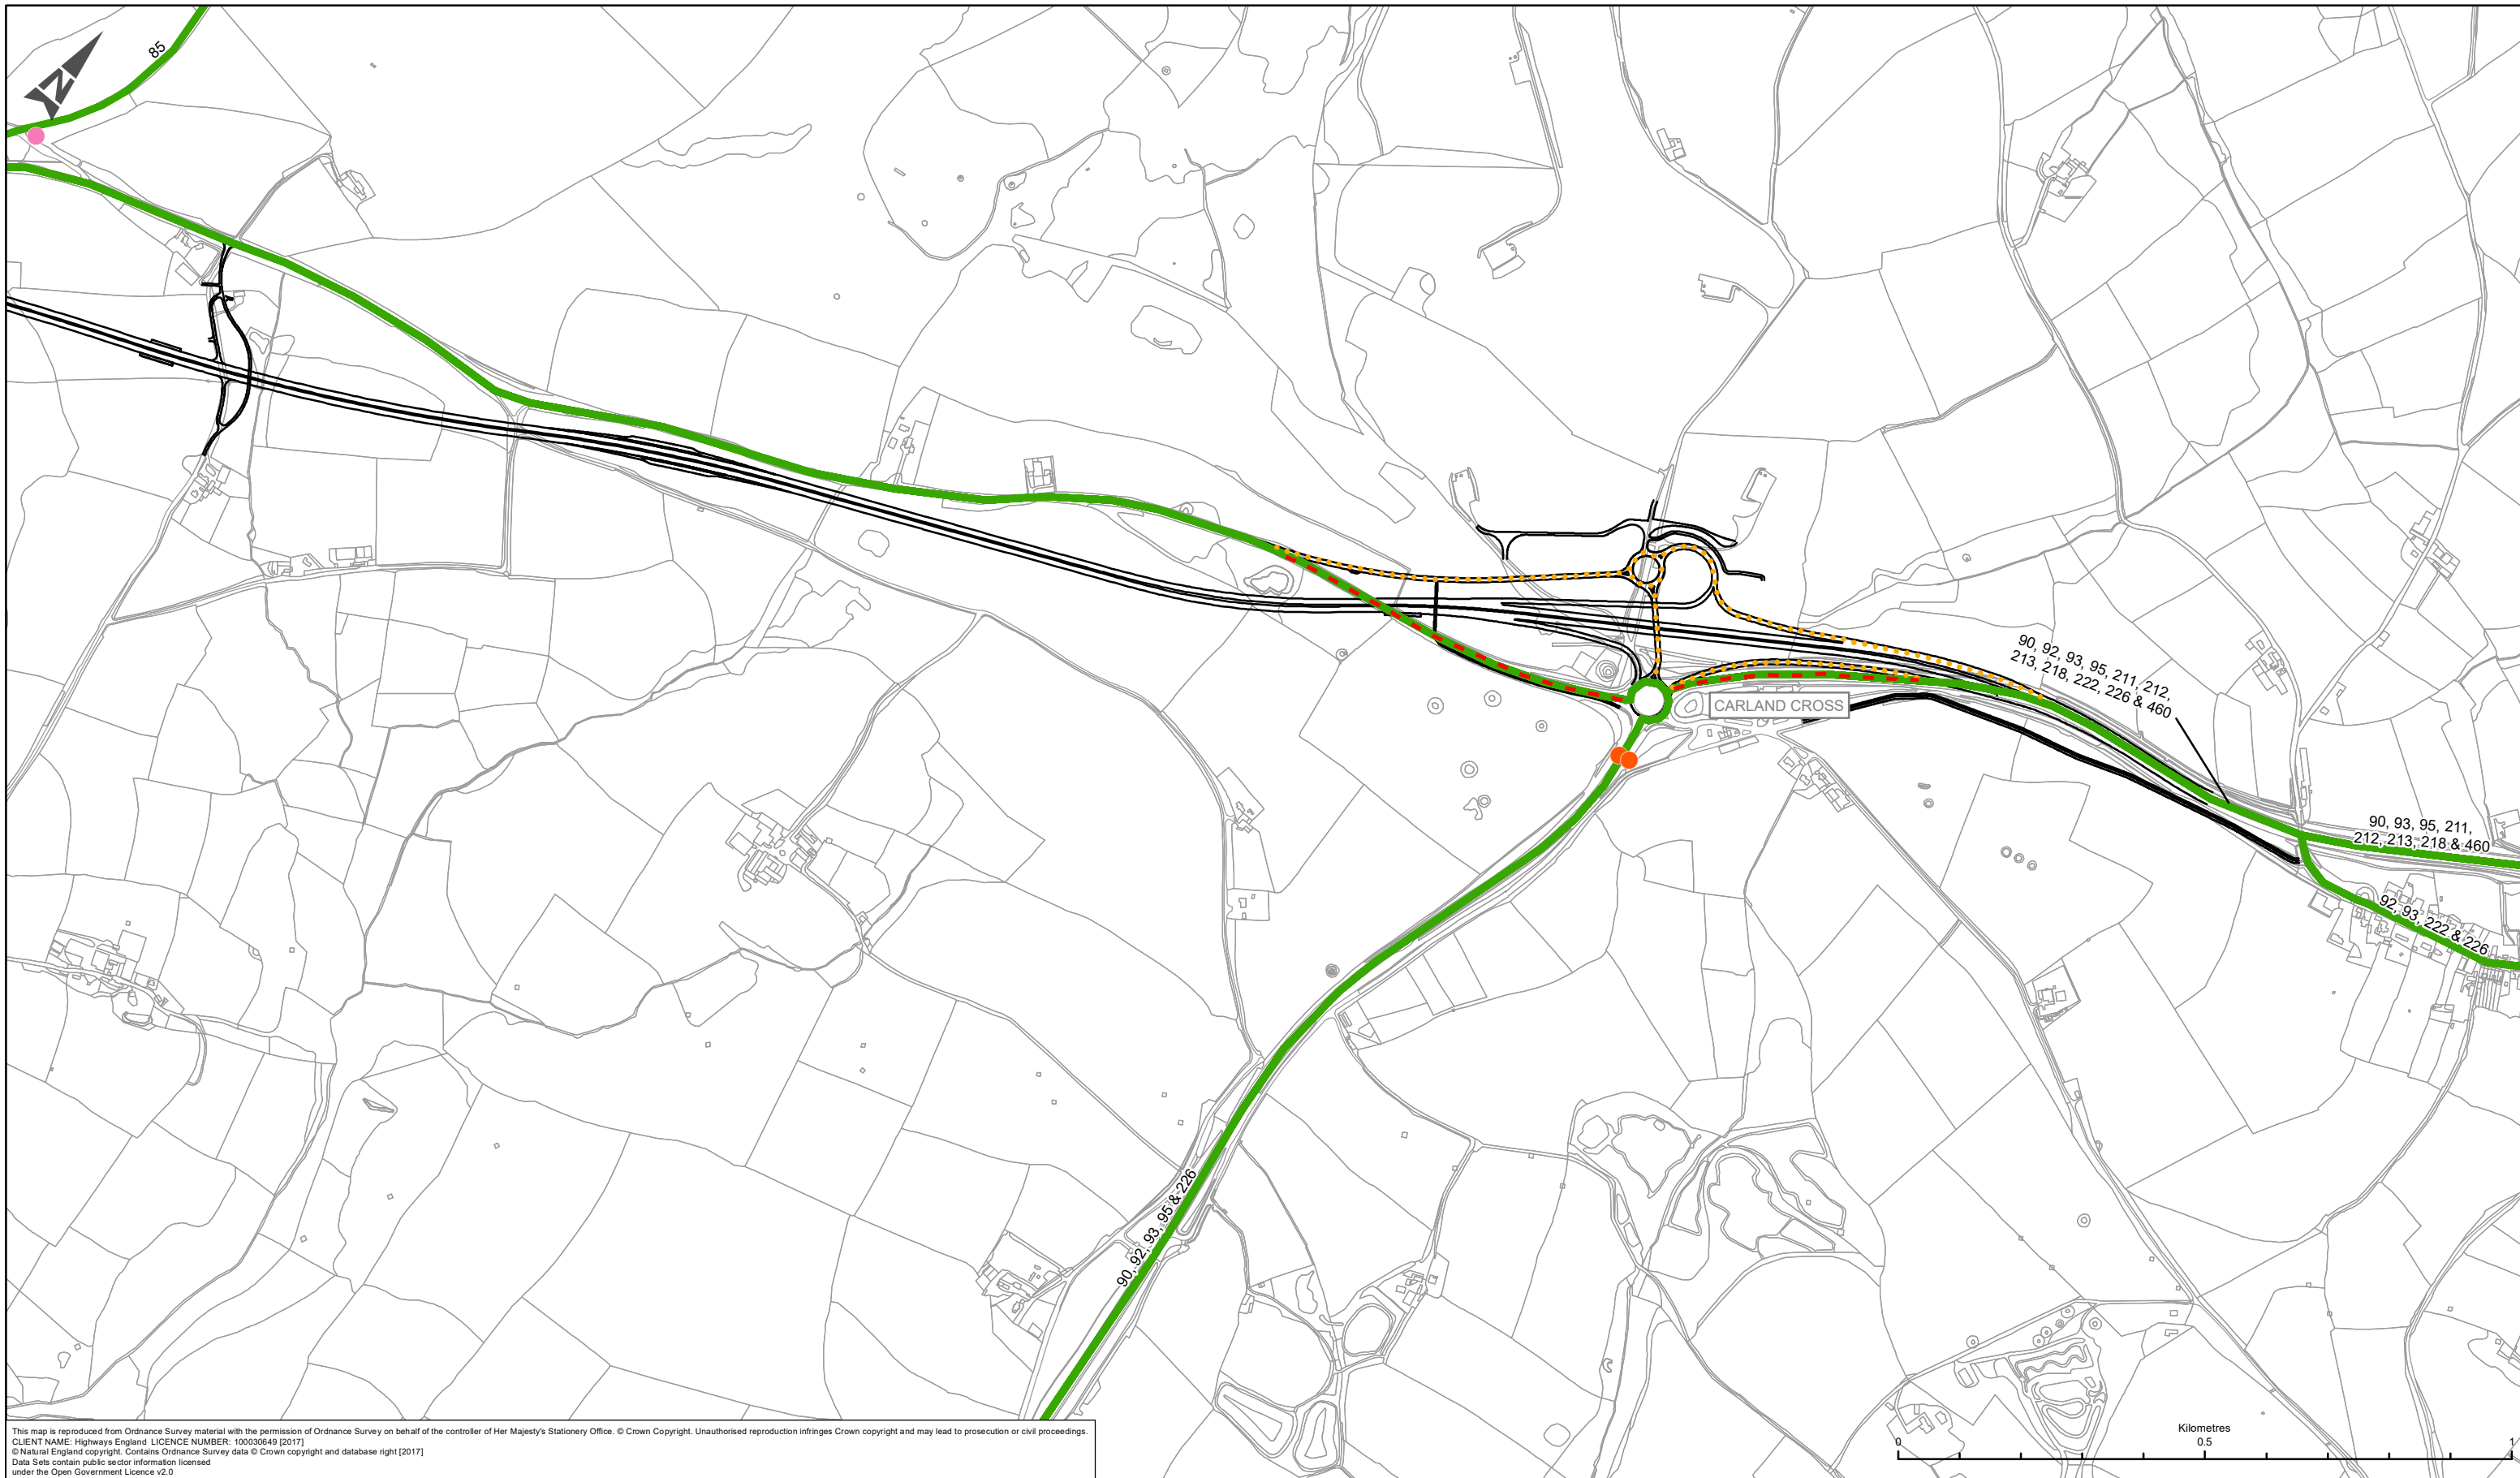 85
N
CARLAND CROSS
90, 92, 93, 95, 211, 212,
213, 218, 222, 226 & 460
90, 93, 95, 211,
212, 213, 218 & 460
92, 93, 222 & 226
90, 92, 93, 95 & 226
Kilometres
0 0.5 1
This map is reproduced from Ordnance Survey material with the permission of Ordnance Survey on behalf of the controller of Her Majesty's Stationery Office. © Crown Copyright. Unauthorised reproduction infringes Crown copyright and may lead to prosecution or civil proceedings.
CLIENT NAME: Highways England LICENCE NUMBER: 100030649 [2017]
© Natural England copyright. Contains Ordnance Survey data © Crown copyright and database right [2017]
Data Sets contain public sector information licensed
under the Open Government Licence v2.0